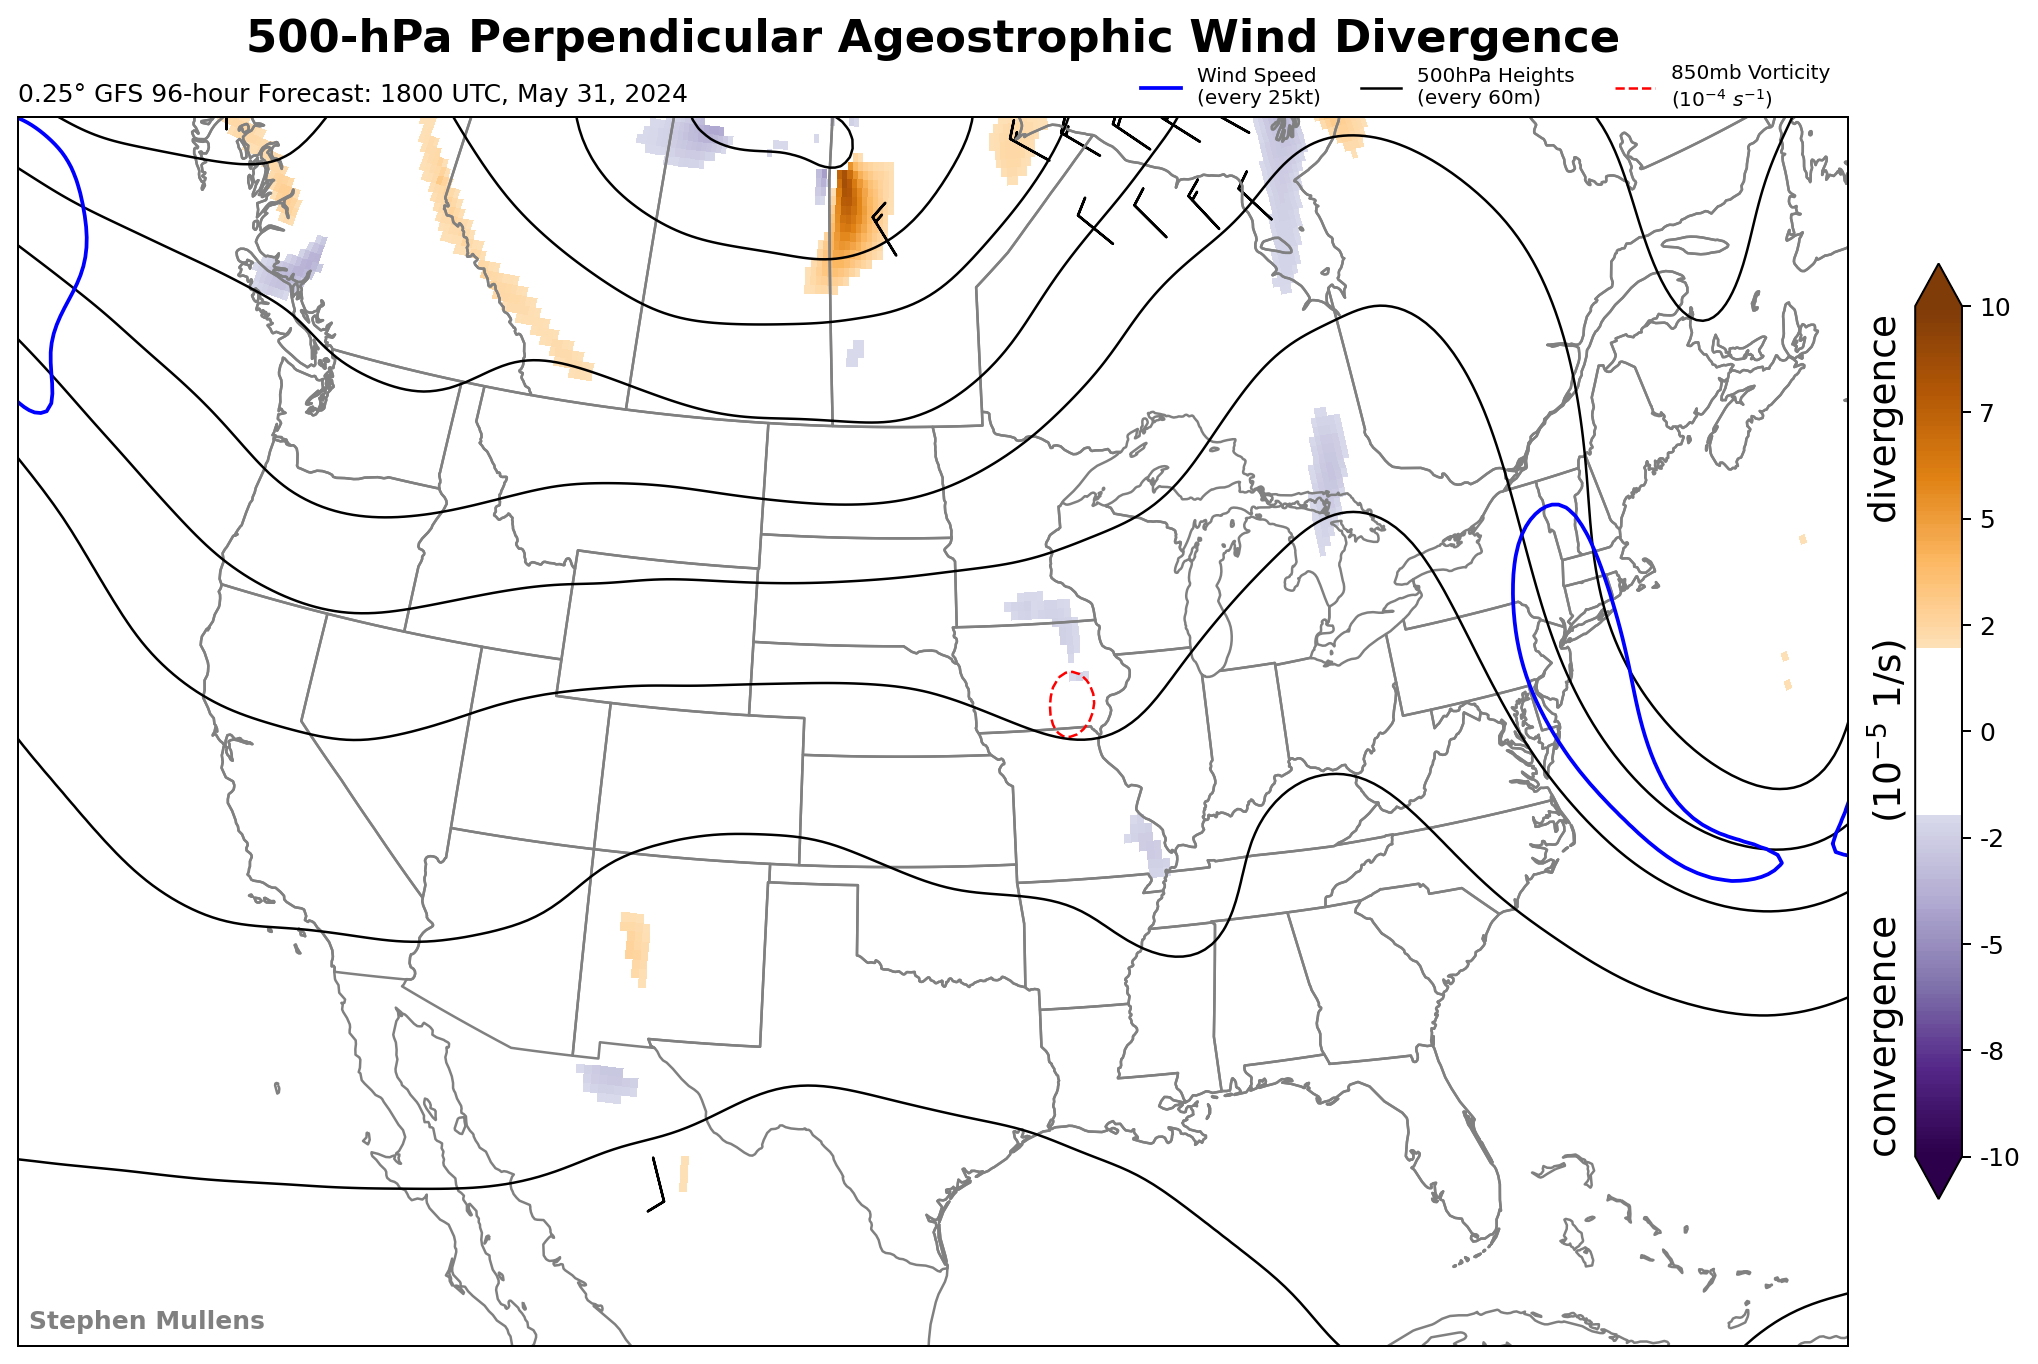 500-hPa Perpendicular Ageostrophic Wind Divergence
0.25° GFS 96-hour Forecast: 1800 UTC, May 31, 2024
Wind Speed
(every 25kt)
500hPa Heights
(every 60m)
850mb Vorticity
(10⁻⁴ s⁻¹)
10
7
5
2
0
-2
-5
-8
-10
convergence (10⁻⁵ 1/s) divergence
Stephen Mullens